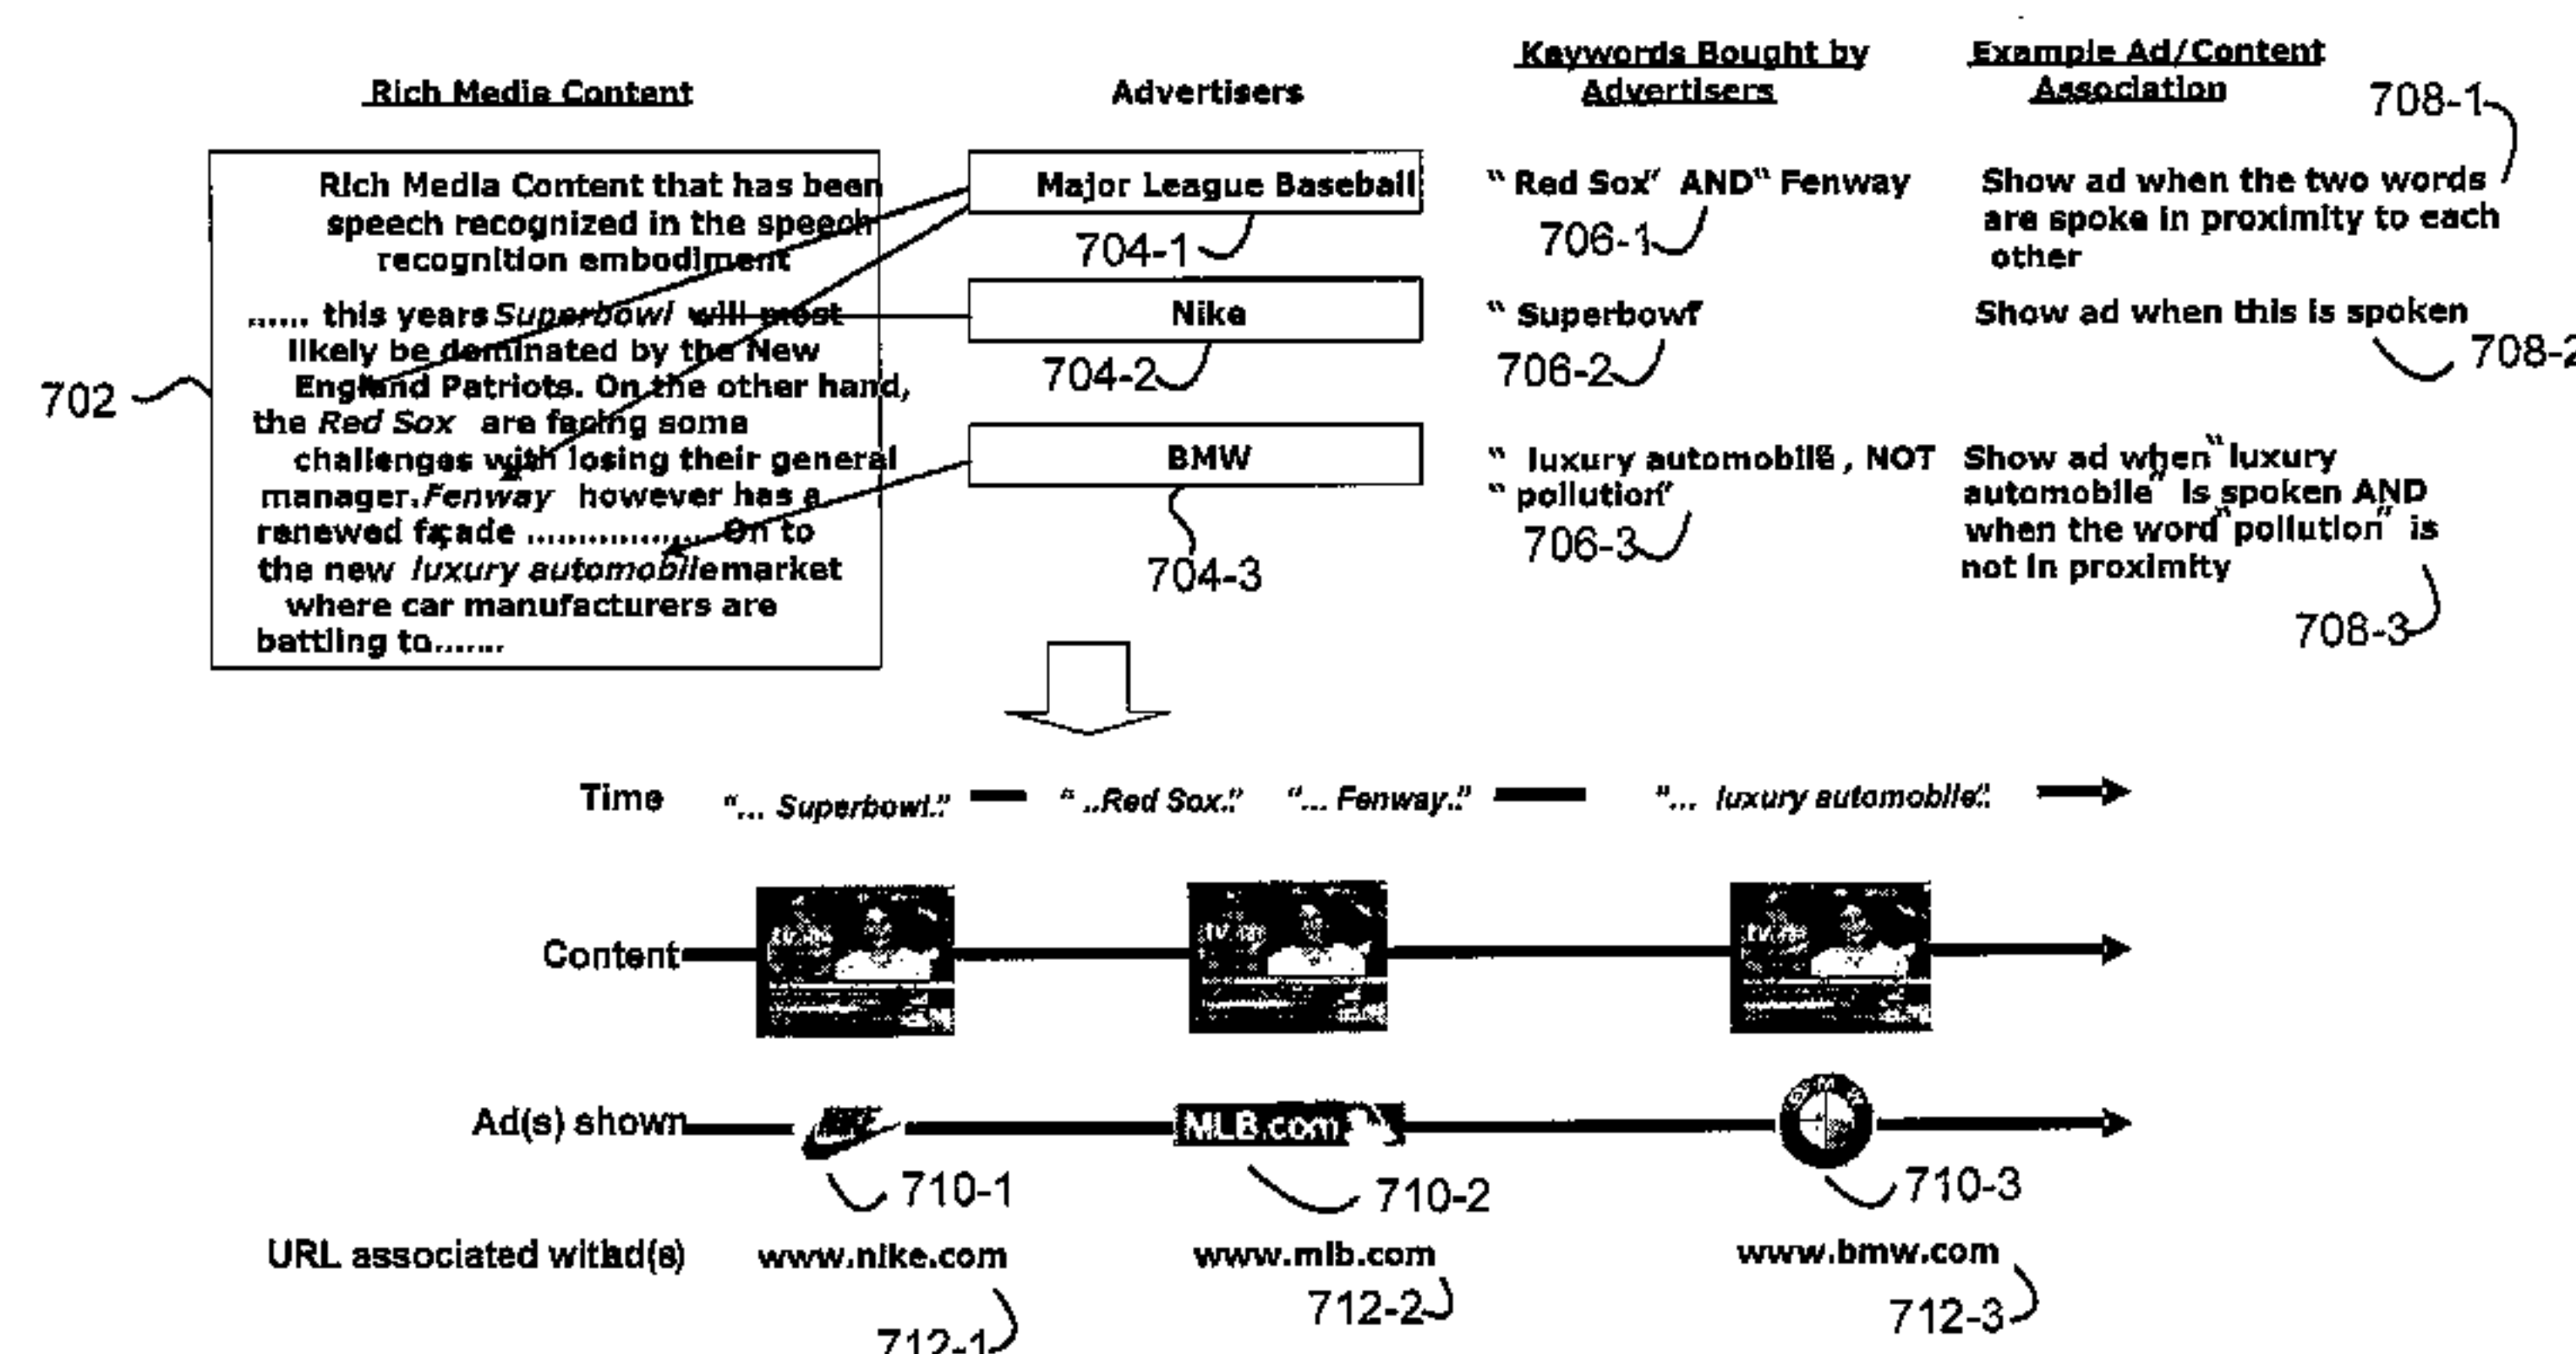 Rich Media Content
Advertisers
Keywords Bought by
Advertisers
Example Ad/Content
Association
708-1
702
Rich Media Content that has been
speech recognized in the speech
recognition embodiment
...... this years Superbowl will most
likely be dominated by the New
England Patriots. On the other hand,
the Red Sox are facing some
challenges with losing their general
manager. Fenway however has a
renewed façade .................... On to
the new luxury automobile market
where car manufacturers are
battling to.......
Major League Baseball
704-1
Nike
704-2
BMW
704-3
"Red Sox" AND "Fenway
706-1
"Superbowl"
706-2
"luxury automobile", NOT
"pollution"
706-3
Show ad when the two words
are spoke in proximity to each
other
Show ad when this is spoken
708-2
Show ad when "luxury
automobile" is spoken AND
when the word "pollution" is
not in proximity
708-3
Time "... Superbowl.." "..Red Sox.." "... Fenway.." "... luxury automobile".
Content
Ad(s) shown MLB.com BMW
710-1 710-2 710-3
URL associated with ad(s) www.nike.com www.mlb.com www.bmw.com
712-1 712-2 712-3